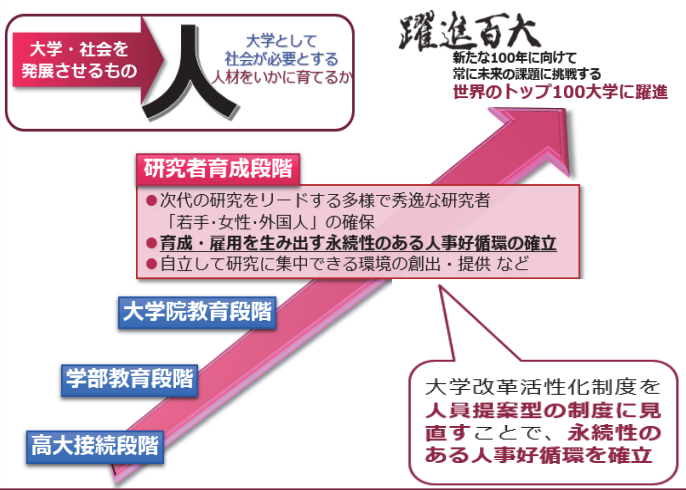 大学・社会を
発展させるもの
人
大学として
社会が必要とする
人材をいかに育てるか
躍進百大
新たな100年に向けて
常に未来の課題に挑戦する
世界のトップ100大学に躍進
研究者育成段階
●次代の研究をリードする多様で秀逸な研究者
「若手･女性･外国人」の確保
●育成・雇用を生み出す永続性のある人事好循環の確立
●自立して研究に集中できる環境の創出・提供 など
大学院教育段階
学部教育段階
高大接続段階
大学改革活性化制度を
人員提案型の制度に見
直すことで、永続性の
ある人事好循環を確立